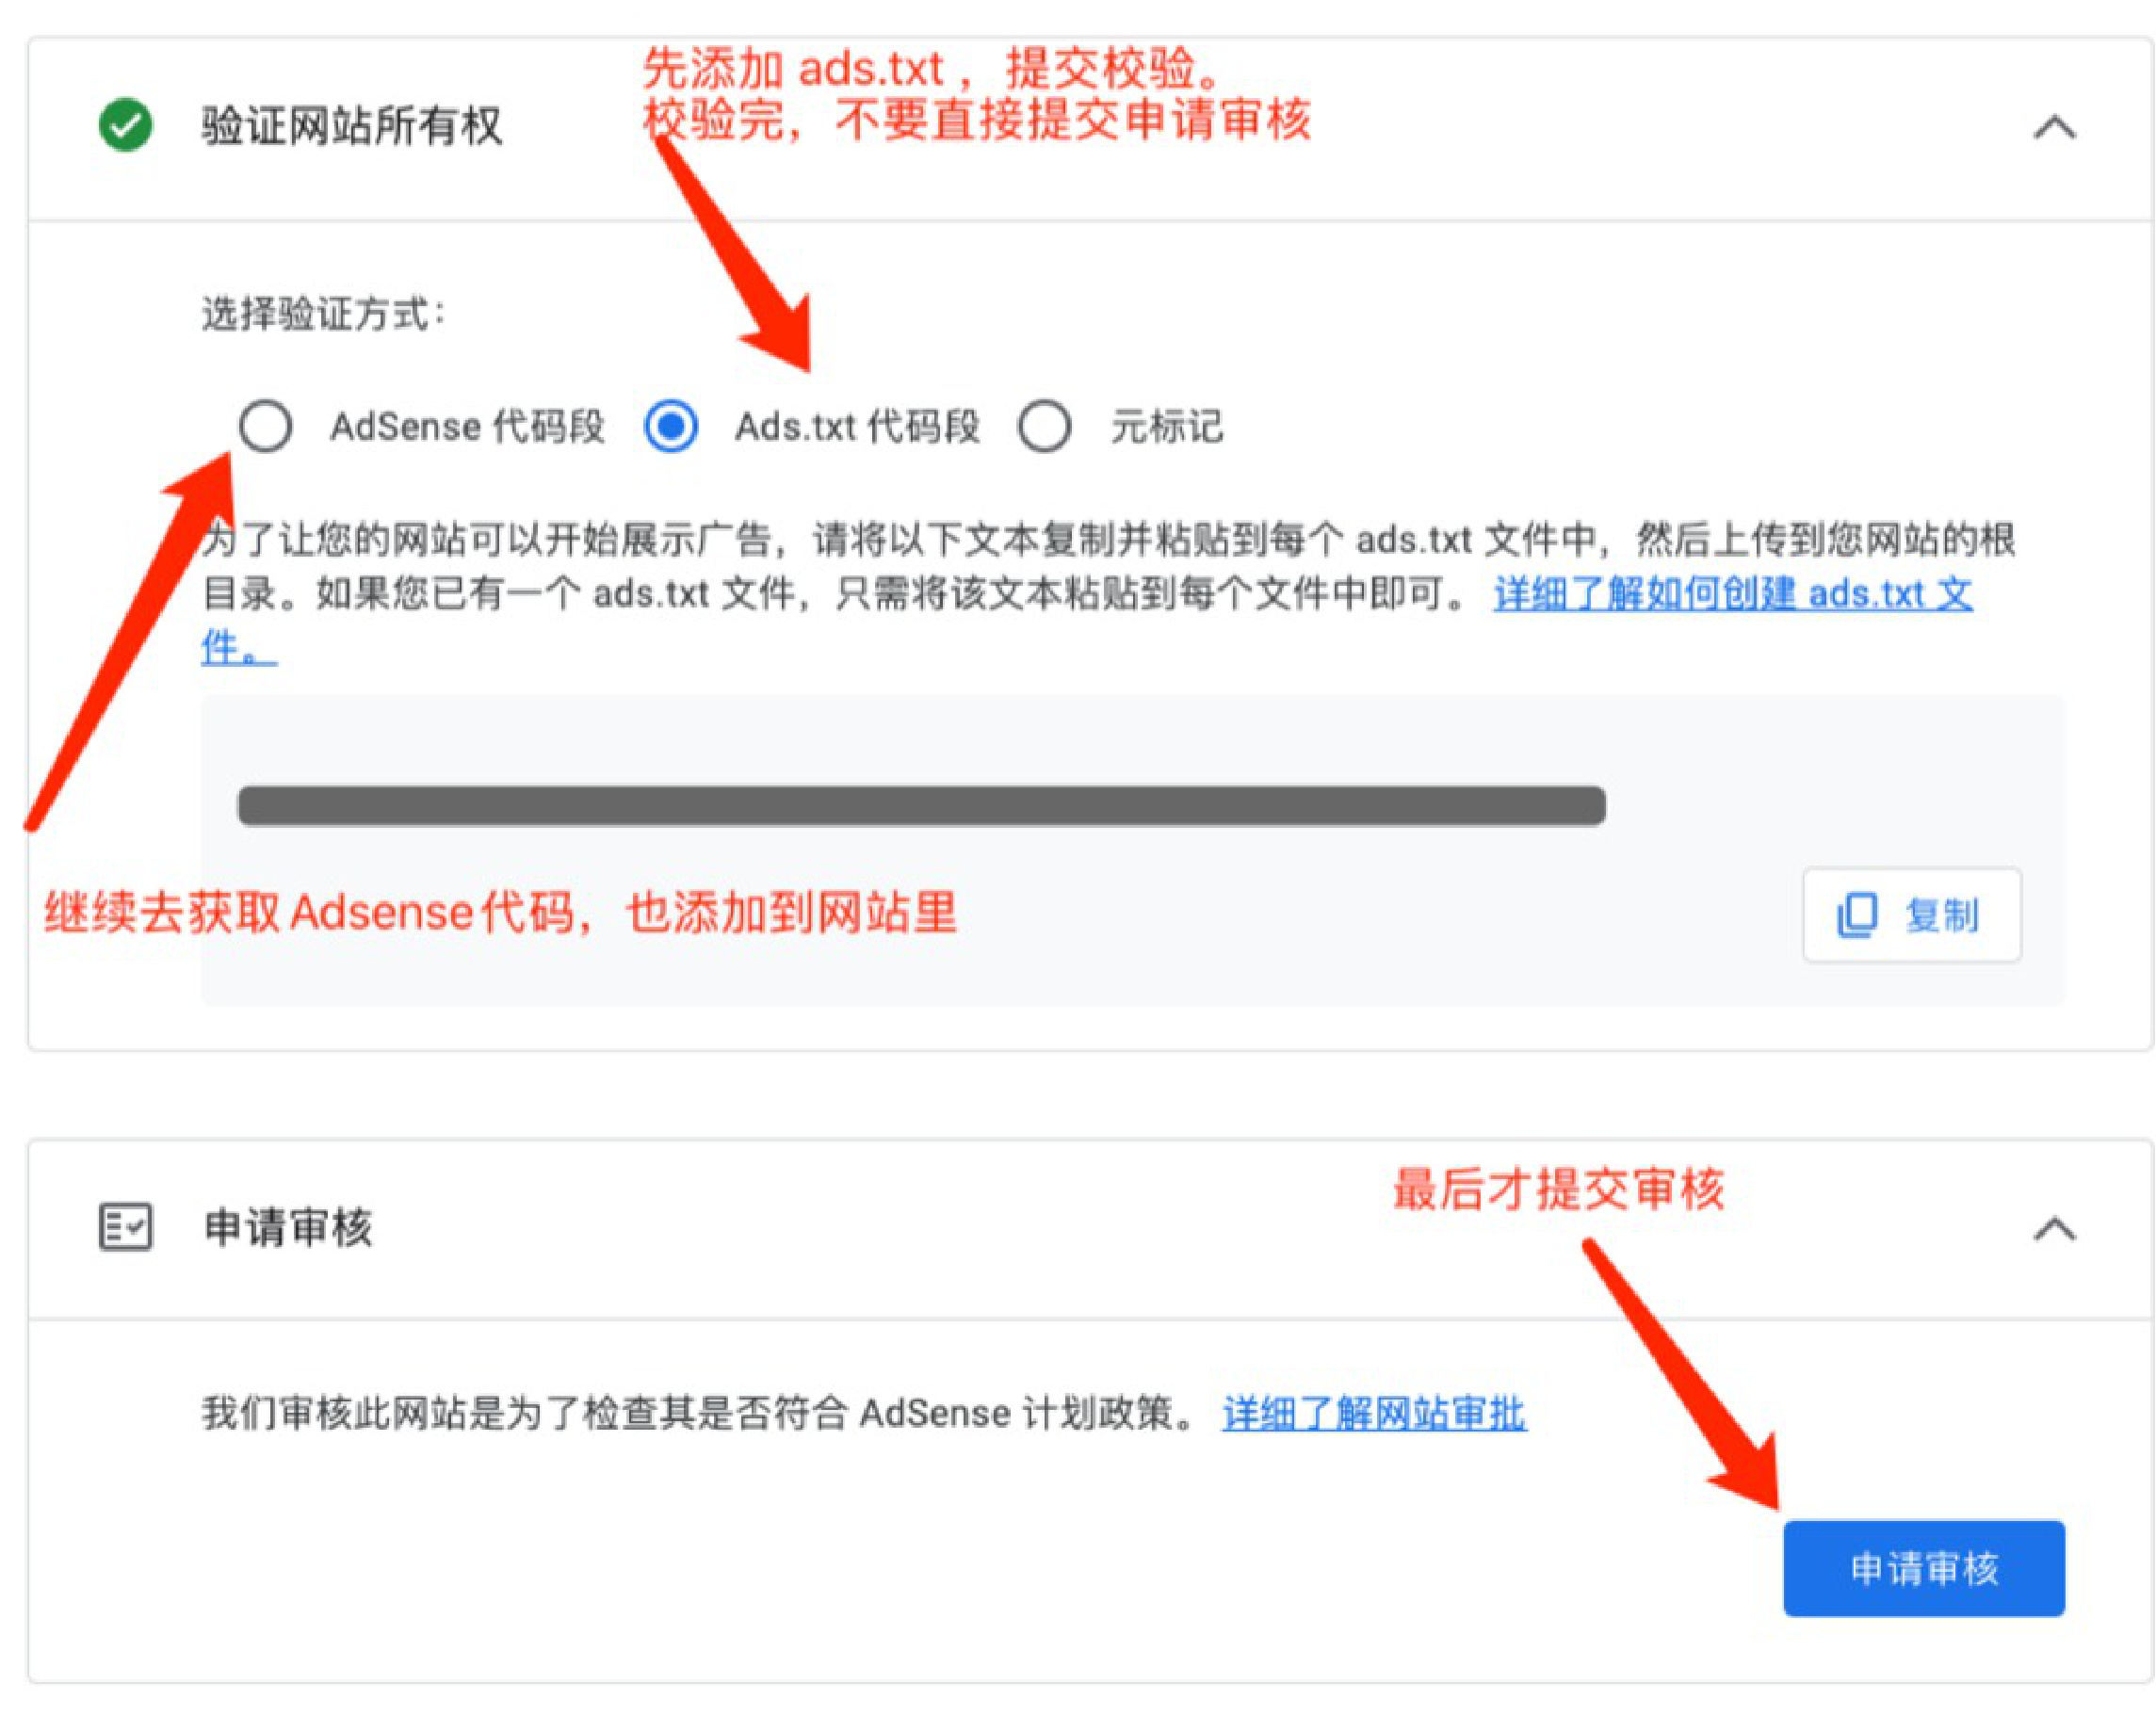 先添加 ads.txt ，提交校验。
校验完，不要直接提交申请审核
验证网站所有权
选择验证方式：
AdSense 代码段
Ads.txt 代码段
元标记
为了让您的网站可以开始展示广告，请将以下文本复制并粘贴到每个 ads.txt 文件中，然后上传到您网站的根
目录。如果您已有一个 ads.txt 文件，只需将该文本粘贴到每个文件中即可。 详细了解如何创建 ads.txt 文
件。
继续去获取Adsense代码，也添加到网站里
复制
最后才提交审核
申请审核
我们审核此网站是为了检查其是否符合 AdSense 计划政策。 详细了解网站审批
申请审核